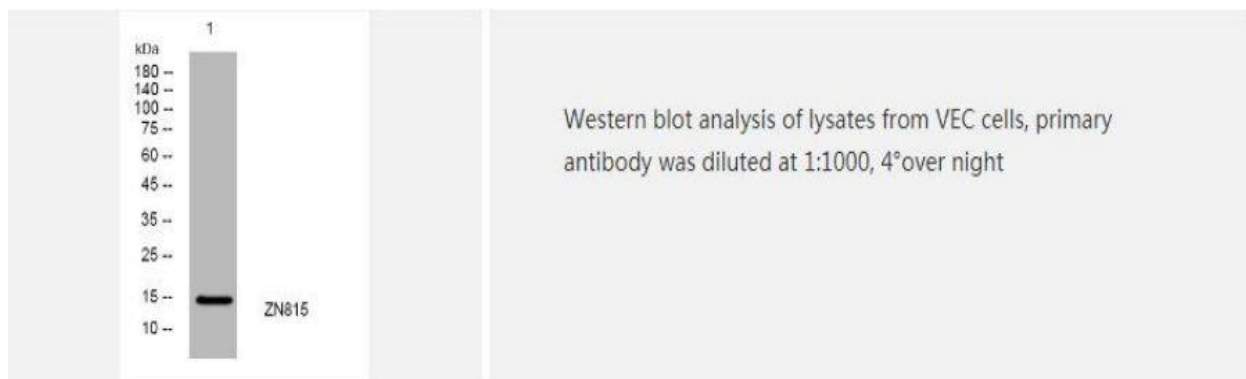 1
kDa
180 --
140 --
100 --
75 --
60 --
45 --
35 --
25 --
15 --
ZN815
10 --
Western blot analysis of lysates from VEC cells, primary
antibody was diluted at 1:1000, 4°over night